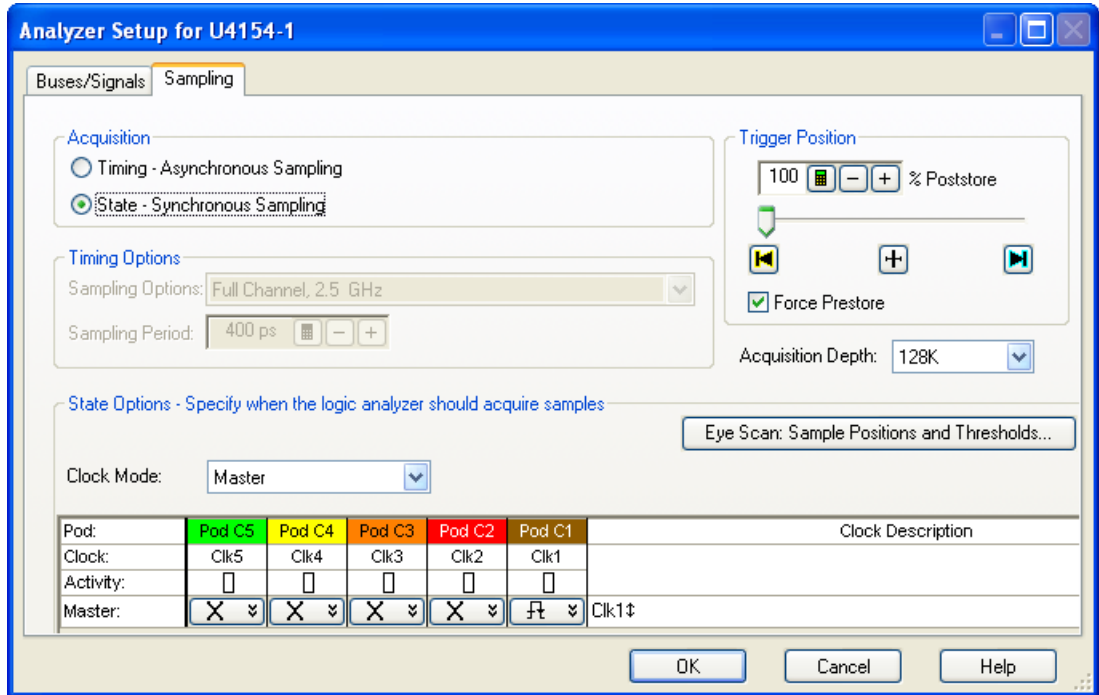 Analyzer Setup for U4154-1
Buses/Signals Sampling
Acquisition
Timing - Asynchronous Sampling
State - Synchronous Sampling
Trigger Position
100 % Poststore
Force Prestore
Timing Options
Sampling Options: Full Channel, 2.5 GHz
Sampling Period: 400 ps
Acquisition Depth: 128K
State Options - Specify when the logic analyzer should acquire samples
Eye Scan: Sample Positions and Thresholds...
Clock Mode: Master
Pod: Pod C5 Pod C4 Pod C3 Pod C2 Pod C1 Clock Description
Clock: Clk5 Clk4 Clk3 Clk2 Clk1
Activity:
Master: X X X X Clk1↕
OK Cancel Help